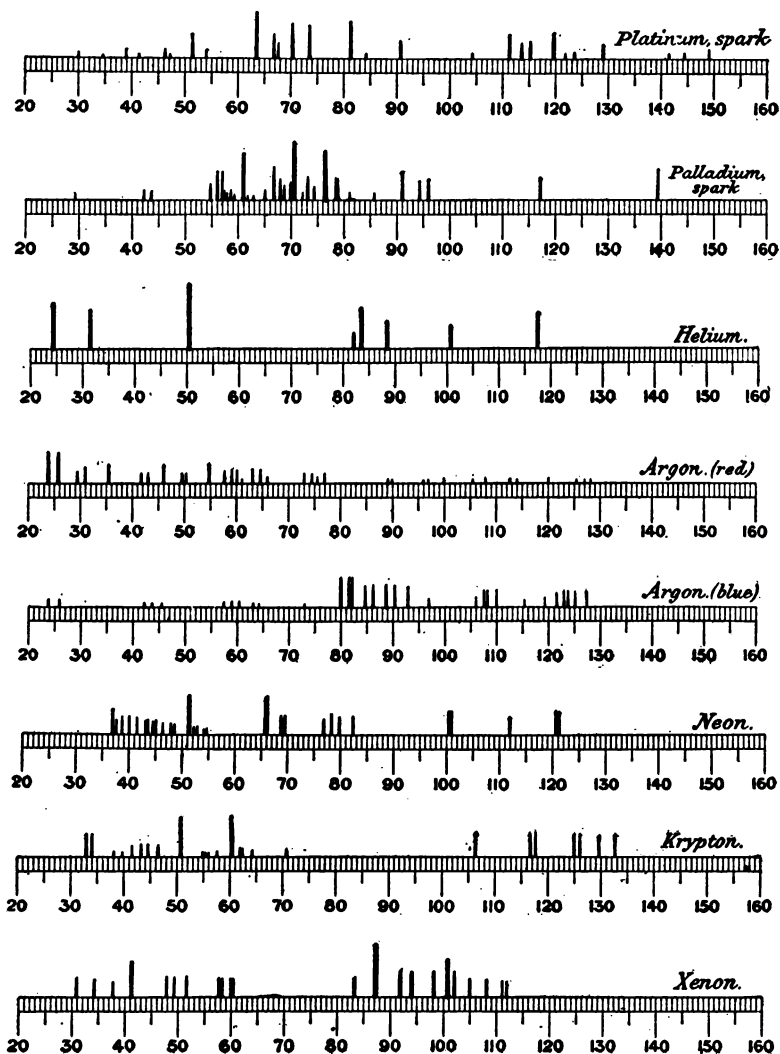 Platinum, spark
20 30 40 50 60 70 80 90 100 110 120 130 140 150 160
Palladium,
spark
20 30 40 50 60 70 80 90 100 110 120 130 140 150 160
Helium.
20 30 40 50 60 70 80 90 100 110 120 130 140 150 160
Argon.(red)
20 30 40 50 60 70 80 90 100 110 120 130 140 150 160
Argon.(blue)
20 30 40 50 60 70 80 90 100 110 120 130 140 150 160
Neon.
20 30 40 50 60 70 80 90 100 110 120 130 140 150 160
Krypton.
20 30 40 50 60 70 80 90 100 110 120 130 140 150 160
Xenon.
20 30 40 50 60 70 80 90 100 110 120 130 140 150 160